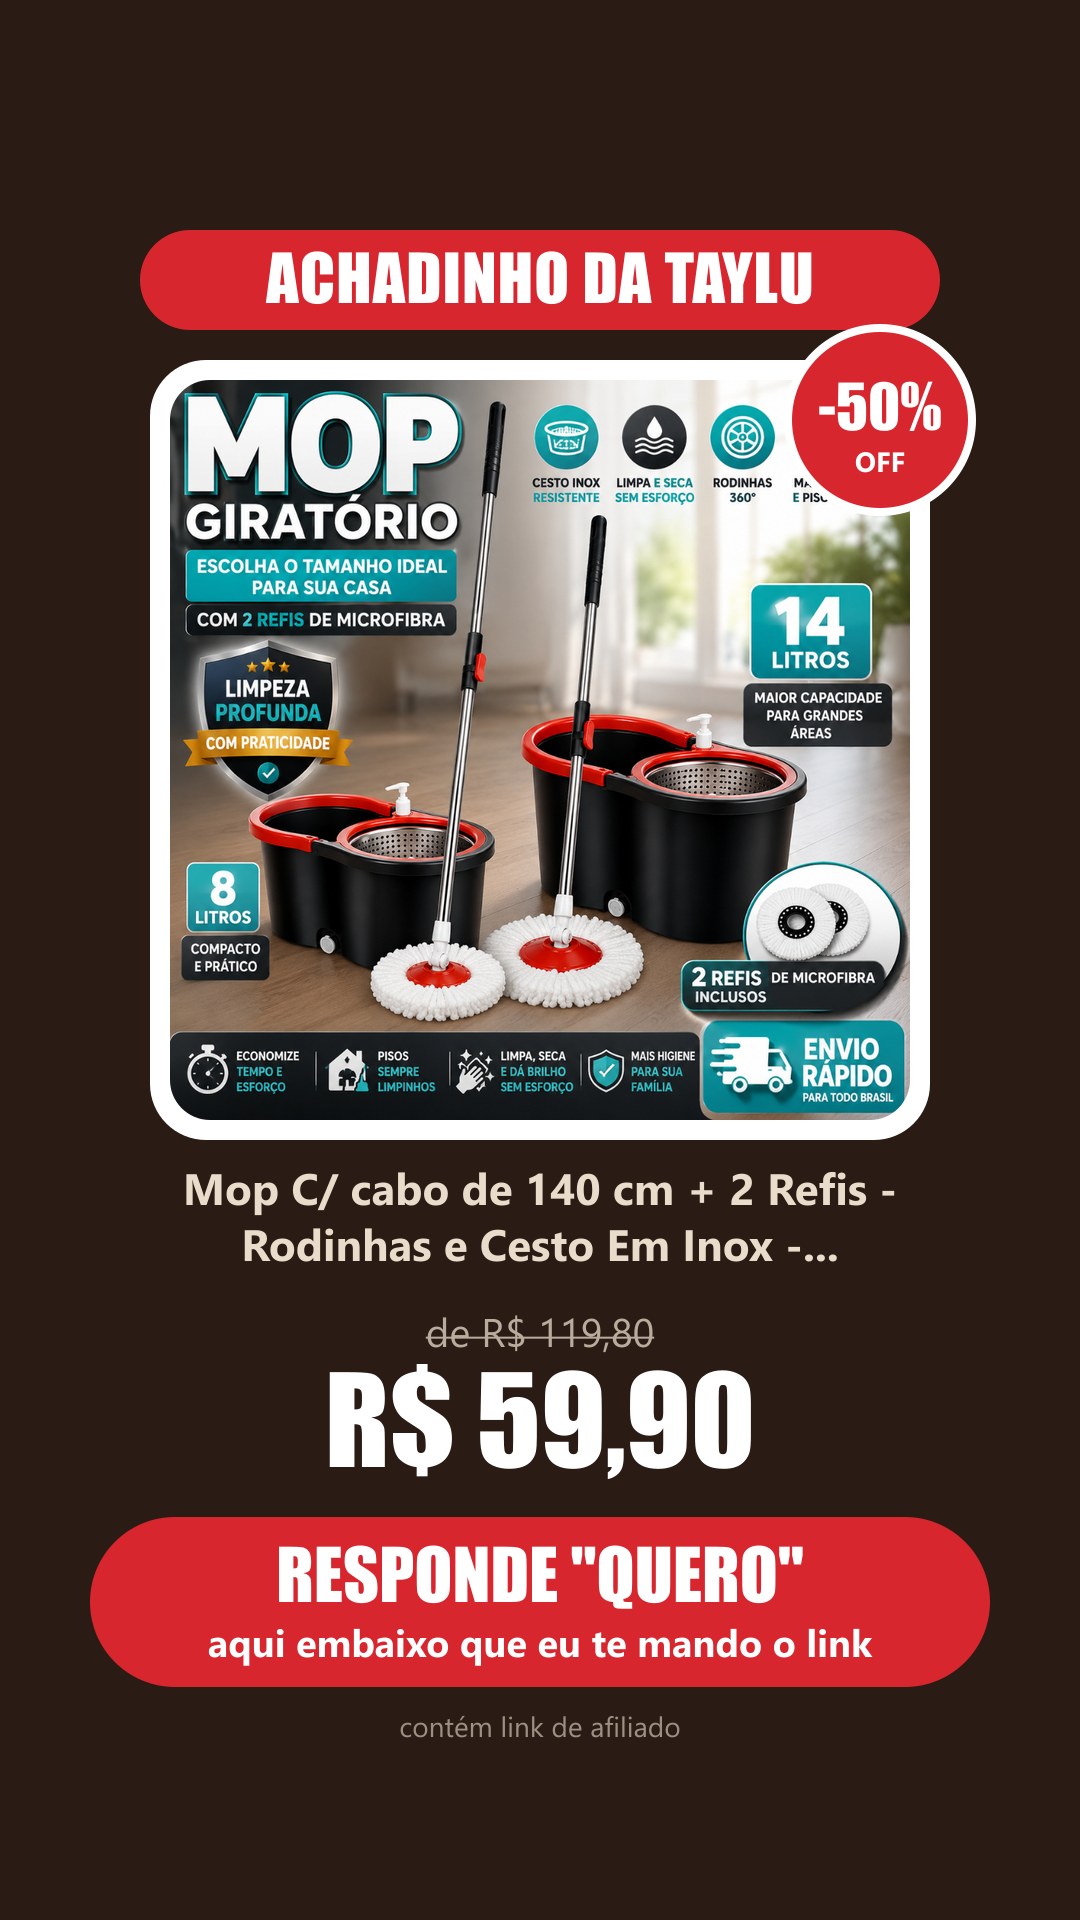 ACHADINHO DA TAYLU
-50%
OFF
MOP
GIRATÓRIO
ESCOLHA O TAMANHO IDEAL
PARA SUA CASA
COM 2 REFIS DE MICROFIBRA
CESTO INOX
RESISTENTE
LIMPA E SECA
SEM ESFORÇO
RODINHAS
360°
LIMPEZA
PROFUNDA
COM PRATICIDADE
14
LITROS
MAIOR CAPACIDADE
PARA GRANDES
ÁREAS
8
LITROS
COMPACTO
E PRÁTICO
2 REFIS DE MICROFIBRA
INCLUSOS
ECONOMIZE
TEMPO E
ESFORÇO
PISOS
SEMPRE
LIMPINHOS
LIMPA, SECA
E DÁ BRILHO
SEM ESFORÇO
MAIS HIGIENE
PARA SUA
FAMÍLIA
ENVIO
RÁPIDO
PARA TODO BRASIL
Mop C/ cabo de 140 cm + 2 Refis -
Rodinhas e Cesto Em Inox -...
de R$ 119,80
R$ 59,90
RESPONDE "QUERO"
aqui embaixo que eu te mando o link
contém link de afiliado